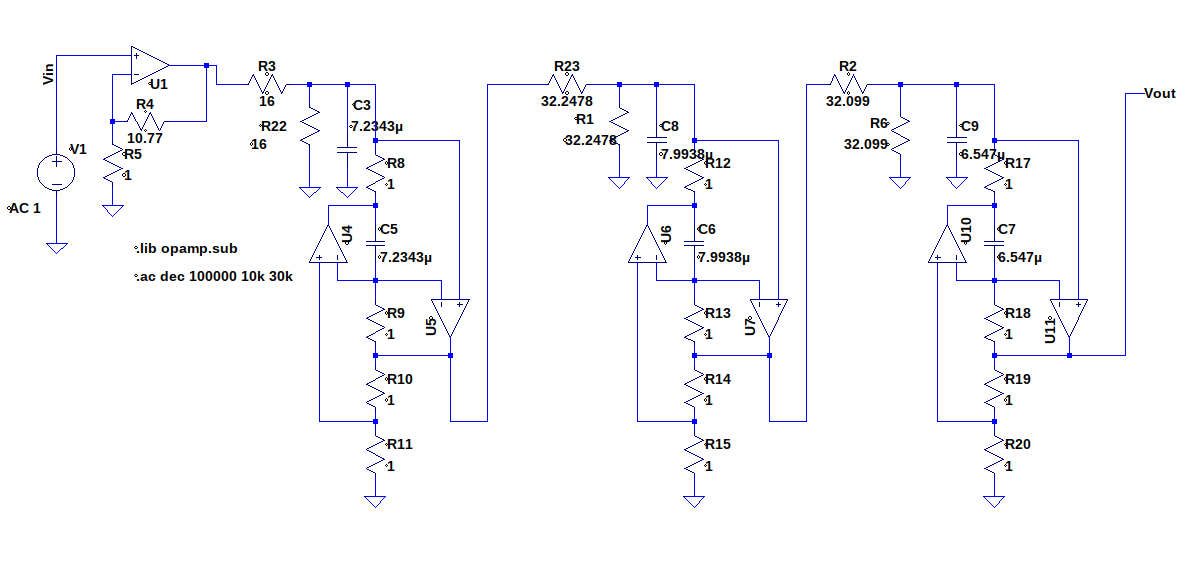 Vin
V1
AC 1
U1
R4
10.77
R5
1
.lib opamp.sub
.ac dec 100000 10k 30k
R3
16
R22
16
C3
7.2343µ
R8
1
U4
C5
7.2343µ
R9
1
U5
R10
1
R11
1
R23
32.2478
R1
32.2478
C8
7.9938µ
R12
1
U6
C6
7.9938µ
R13
1
U7
R14
1
R15
1
R2
32.099
R6
32.099
C9
6.547µ
R17
1
U10
C7
6.547µ
R18
1
U11
R19
1
R20
1
Vout